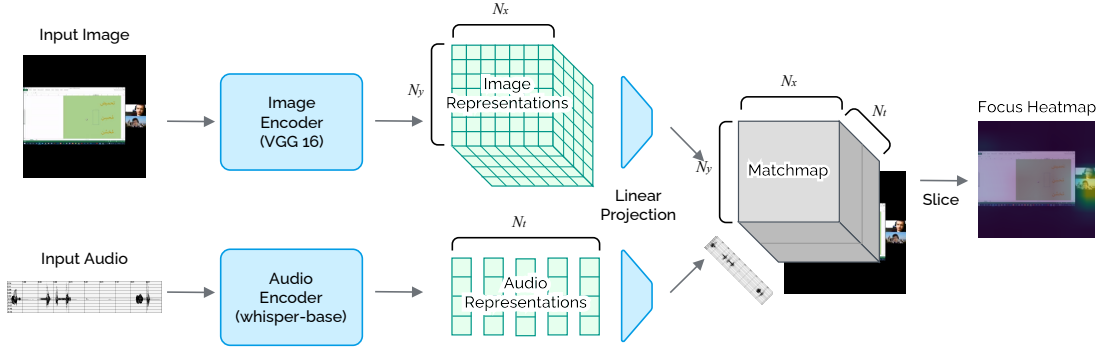 Input Image
Image
Encoder
(VGG 16)
Nx
Ny
Image
Representations
Linear
Projection
Nx
Nt
Ny
Matchmap
Slice
Focus Heatmap
Input Audio
Audio
Encoder
(whisper-base)
Nt
Audio
Representations